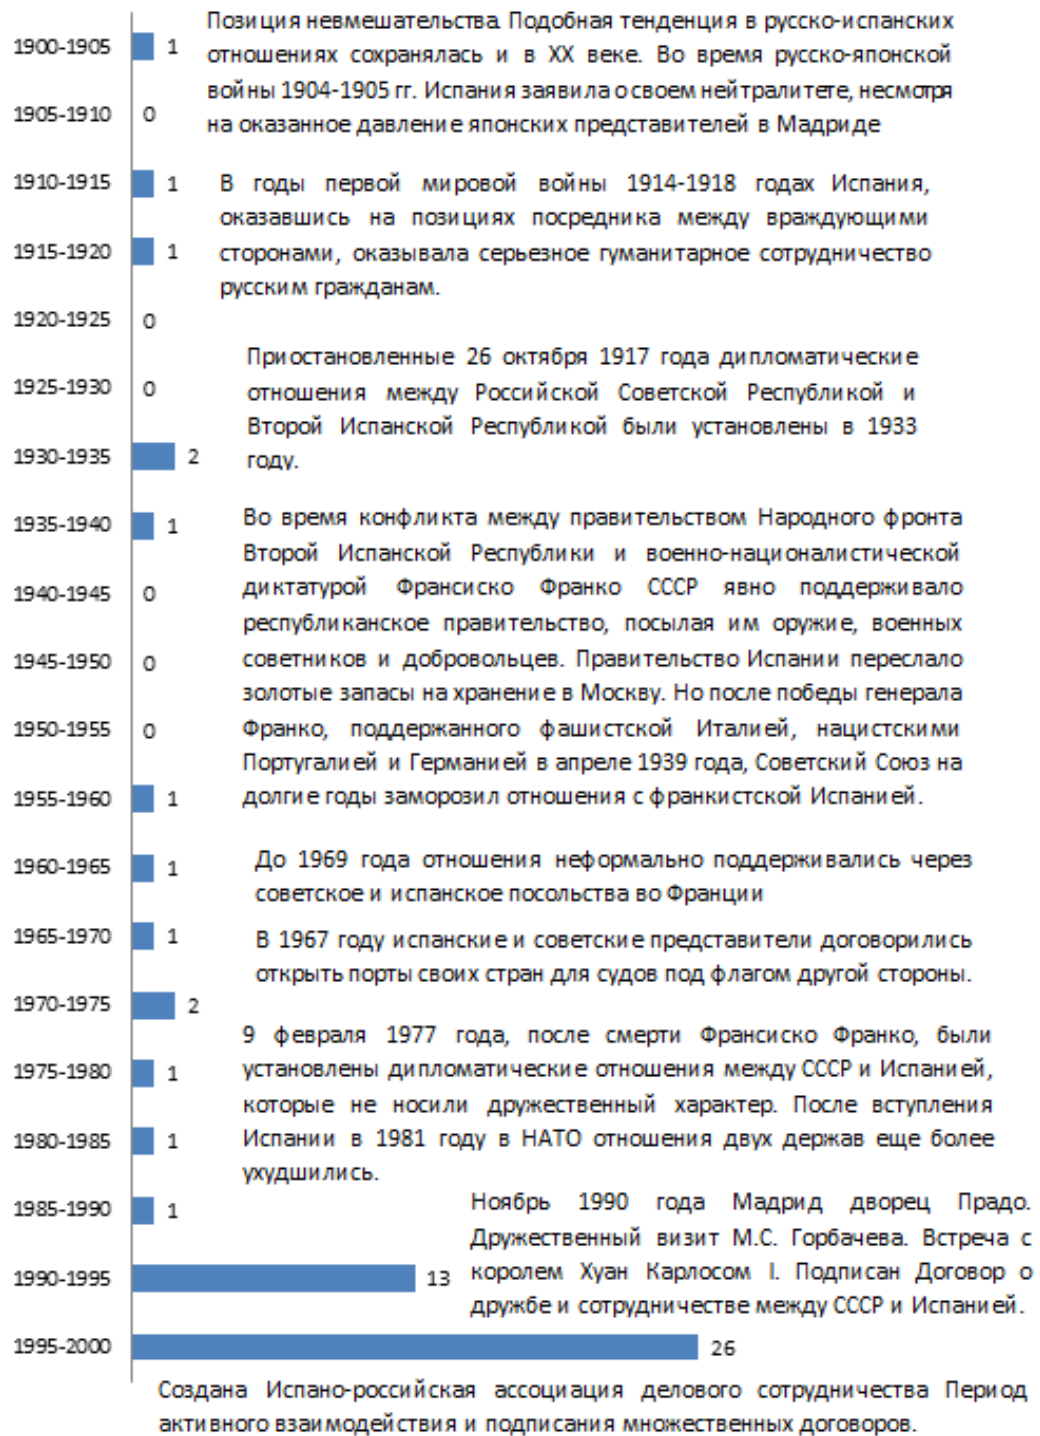 Позиция невмешательства. Подобная тенденция в русско-испанских
1900-1905 1 отношениях сохранялась и в XX веке. Во время русско-японской
войны 1904-1905 гг. Испания заявила о своем нейтралитете, несмотря
1905-1910 0 на оказанное давление японских представителей в Мадриде
1910-1915 1 В годы первой мировой войны 1914-1918 годах Испания,
оказавшись на позициях посредника между враждующими
1915-1920 1 сторонами, оказывала серьезное гуманитарное сотрудничество
русским гражданам.
1920-1925 0
Приостановленные 26 октября 1917 года дипломатические
1925-1930 0 отношения между Российской Советской Республикой и
Второй Испанской Республикой были установлены в 1933
1930-1935 2 году.
1935-1940 1 Во время конфликта между правительством Народного фронта
Второй Испанской Республики и военно-националистической
1940-1945 0 диктатурой Франсиско Франко СССР явно поддерживало
республиканское правительство, посылая им оружие, военных
1945-1950 0 советников и добровольцев. Правительство Испании переслало
золотые запасы на хранение в Москву. Но после победы генерала
1950-1955 0 Франко, поддержанного фашистской Италией, нацистскими
Португалией и Германией в апреле 1939 года, Советский Союз на
1955-1960 1 долгие годы заморозил отношения с франкистской Испанией.
1960-1965 1 До 1969 года отношения неформально поддерживались через
советское и испанское посольства во Франции
1965-1970 1 В 1967 году испанские и советские представители договорились
открыть порты своих стран для судов под флагом другой стороны.
1970-1975 2
9 февраля 1977 года, после смерти Франсиско Франко, были
1975-1980 1 установлены дипломатические отношения между СССР и Испанией,
которые не носили дружественный характер. После вступления
1980-1985 1 Испании в 1981 году в НАТО отношения двух держав еще более
ухудшились.
1985-1990 1 Ноябрь 1990 года Мадрид дворец Прадо.
Дружественный визит М.С. Горбачева. Встреча с
1990-1995 13 королем Хуан Карлосом I. Подписан Договор о
дружбе и сотрудничестве между СССР и Испанией.
1995-2000 26
Создана Испано-российская ассоциация делового сотрудничества Период
активного взаимодействия и подписания множественных договоров.